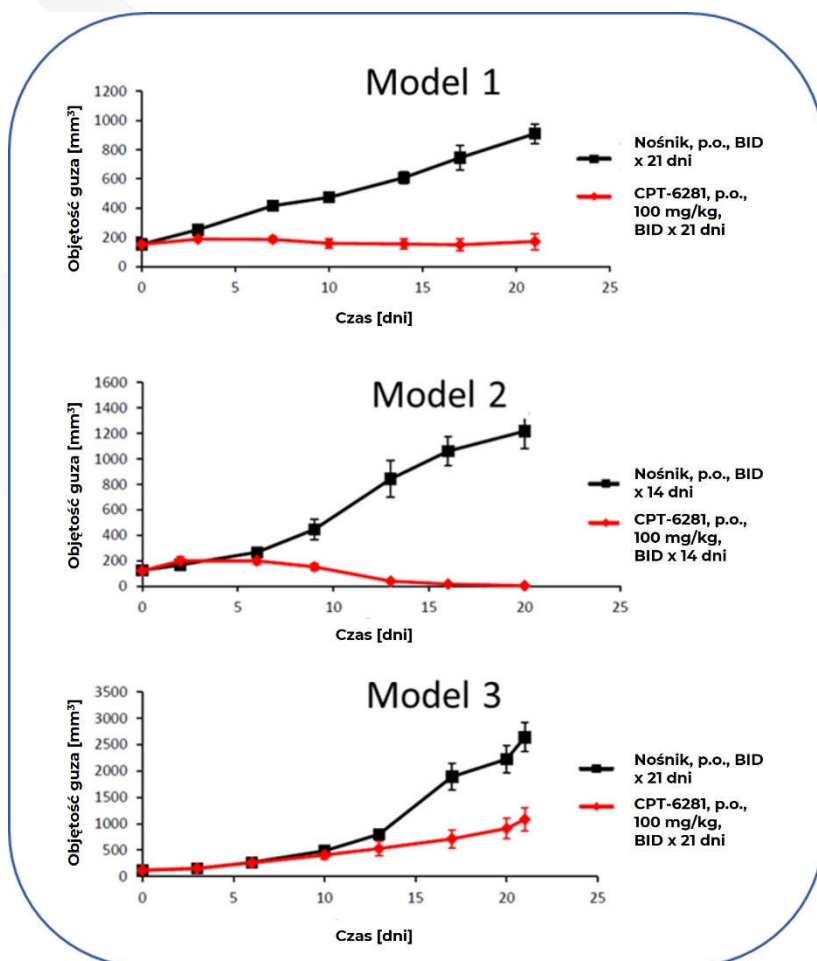 Model 1
Objętość guza [mm³]
1200
1000
800
600
400
200
0
0 5 10 15 20 25
Czas [dni]
Nośnik, p.o., BID
x 21 dni
CPT-6281, p.o.,
100 mg/kg,
BID x 21 dni
Model 2
Objętość guza [mm³]
1600
1400
1200
1000
800
600
400
200
0
0 5 10 15 20 25
Czas [dni]
Nośnik, p.o., BID
x 14 dni
CPT-6281, p.o.,
100 mg/kg,
BID x 14 dni
Model 3
Objętość guza [mm³]
3500
3000
2500
2000
1500
1000
500
0
0 5 10 15 20 25
Czas [dni]
Nośnik, p.o., BID
x 21 dni
CPT-6281, p.o.,
100 mg/kg,
BID x 21 dni